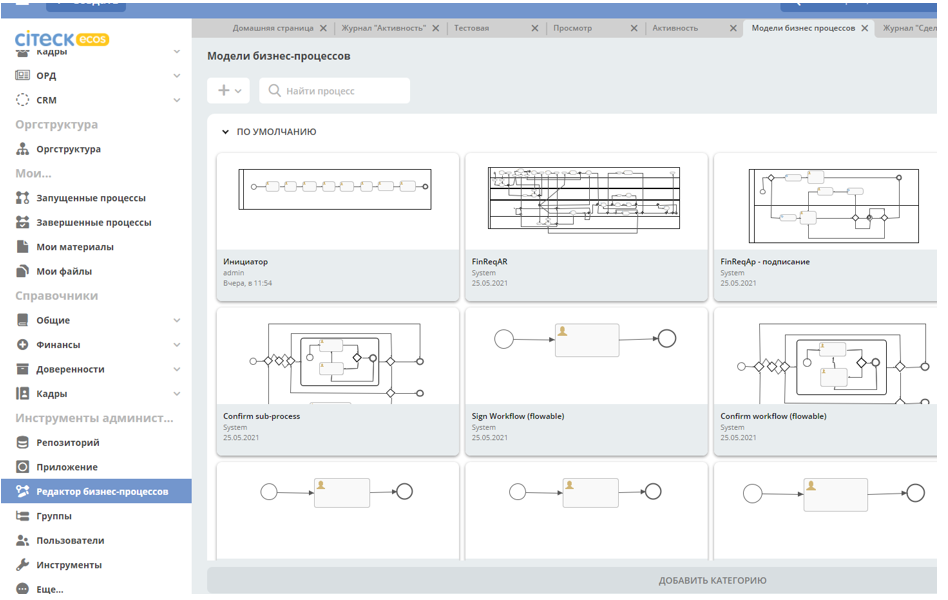 Домашняя страница
Журнал "Активность"
Тестовая
Просмотр
Активность
Модели бизнес процессов
Журнал "Сдел
CiTECK ecos
Кадры
ОРД
CRM
Оргструктура
Оргструктура
Мои...
Запущенные процессы
Завершенные процессы
Мои материалы
Мои файлы
Справочники
Общие
Финансы
Доверенности
Кадры
Инструменты админист...
Репозиторий
Приложение
Редактор бизнес-процессов
Группы
Пользователи
Инструменты
Еще...
Модели бизнес-процессов
Найти процесс
ПО УМОЛЧАНИЮ
Инициатор
admin
Вчера, в 11:54
FinReqAR
System
25.05.2021
FinReqAp - подписание
System
25.05.2021
Confirm sub-process
System
25.05.2021
Sign Workflow (flowable)
System
25.05.2021
Confirm workflow (flowable)
System
25.05.2021
ДОБАВИТЬ КАТЕГОРИЮ